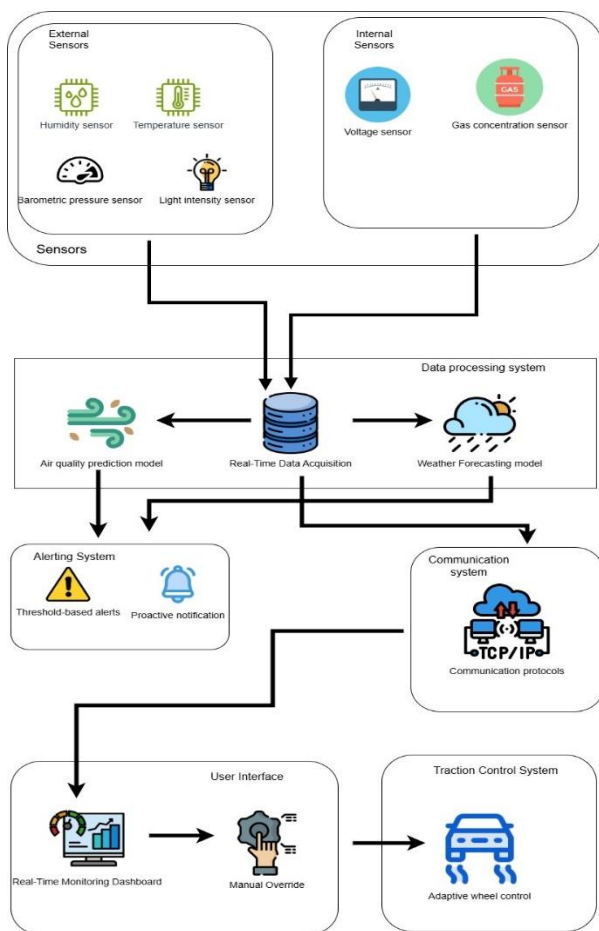 External
Sensors
Internal
Sensors
Humidity sensor
Temperature sensor
Voltage sensor
GAS
Gas concentration sensor
Barometric pressure sensor
Light intensity sensor
Sensors
Data processing system
Air quality prediction model
Real-Time Data Acquisition
Weather Forecasting model
Alerting System
Threshold-based alerts
Proactive notification
Communication
system
TCP/IP
Communication protocols
User Interface
Real-Time Monitoring Dashboard
Manual Override
Traction Control System
Adaptive wheel control